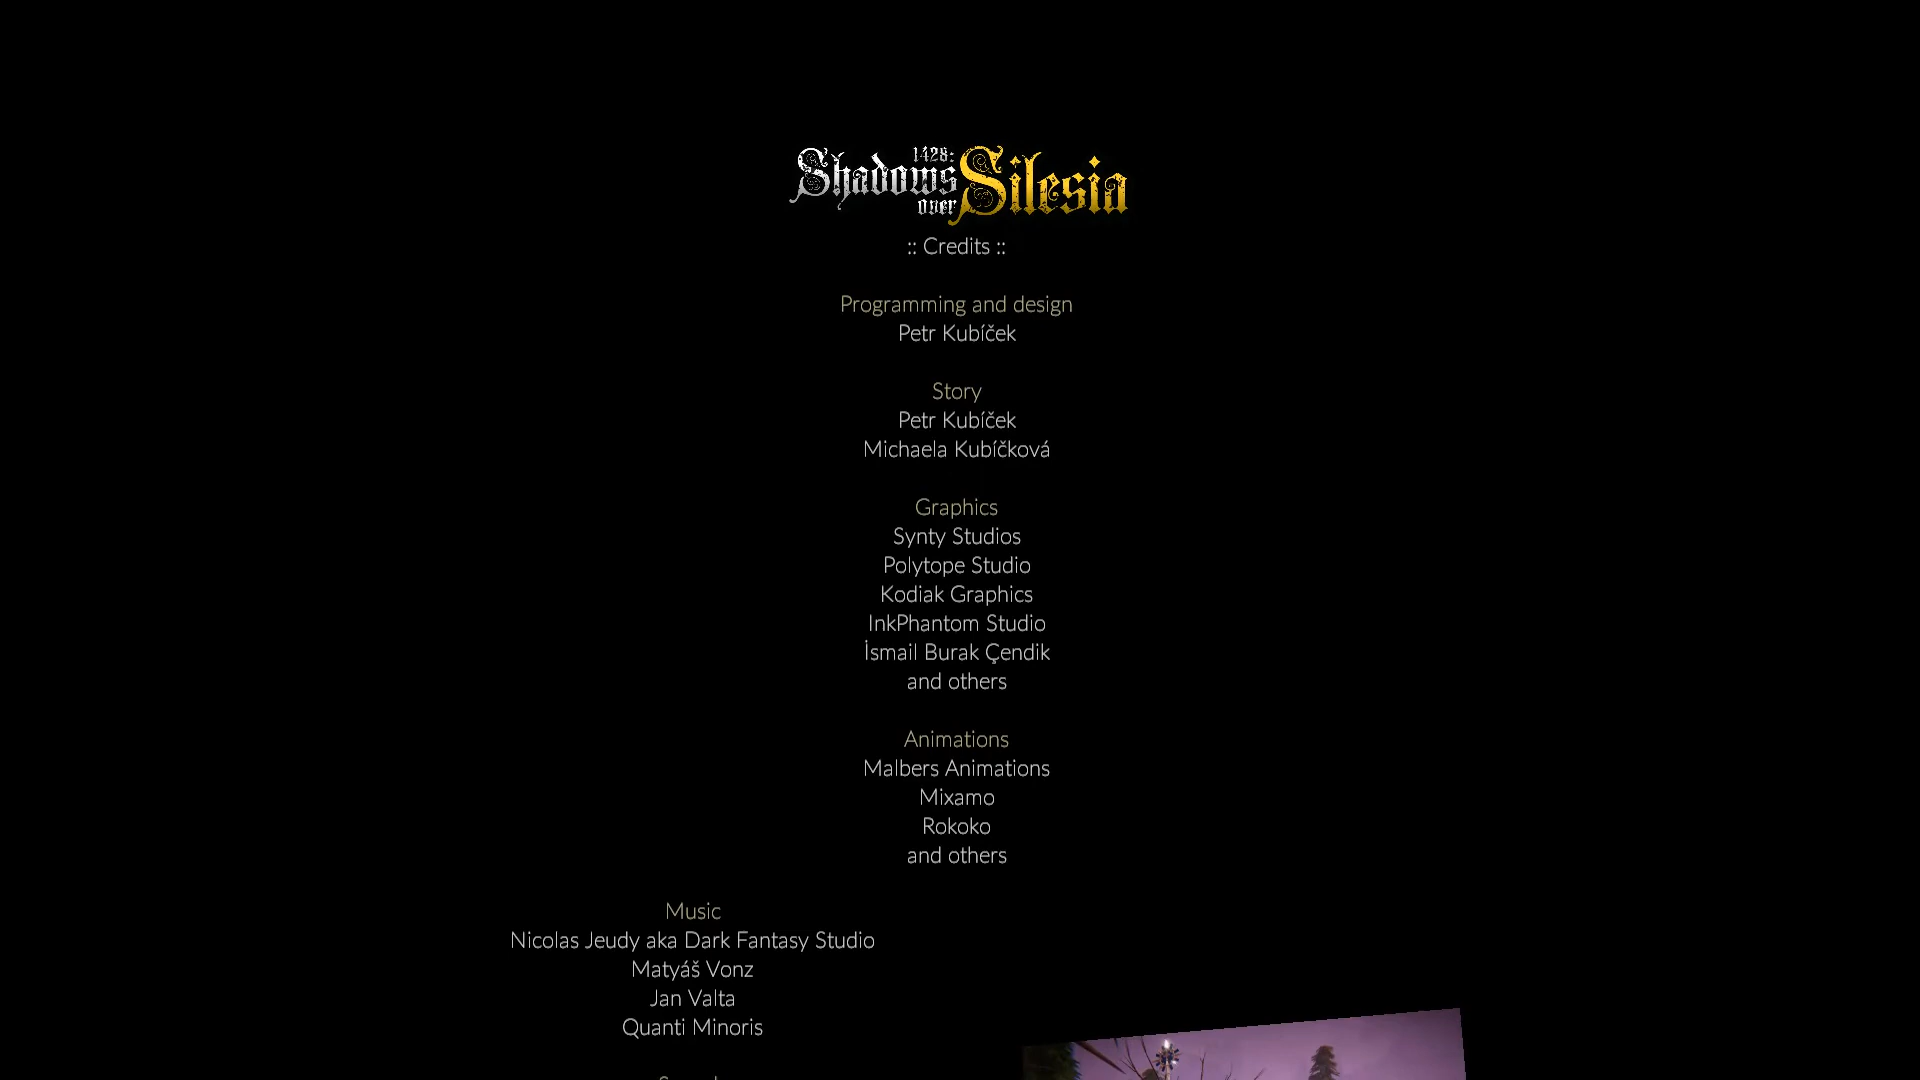 1428:
Shadows
over
Silesia
:: Credits ::
Programming and design
Petr Kubíček
Story
Petr Kubíček
Michaela Kubíčková
Graphics
Synty Studios
Polytope Studio
Kodiak Graphics
InkPhantom Studio
İsmail Burak Çendik
and others
Animations
Malbers Animations
Mixamo
Rokoko
and others
Music
Nicolas Jeudy aka Dark Fantasy Studio
Matyáš Vonz
Jan Valta
Quanti Minoris